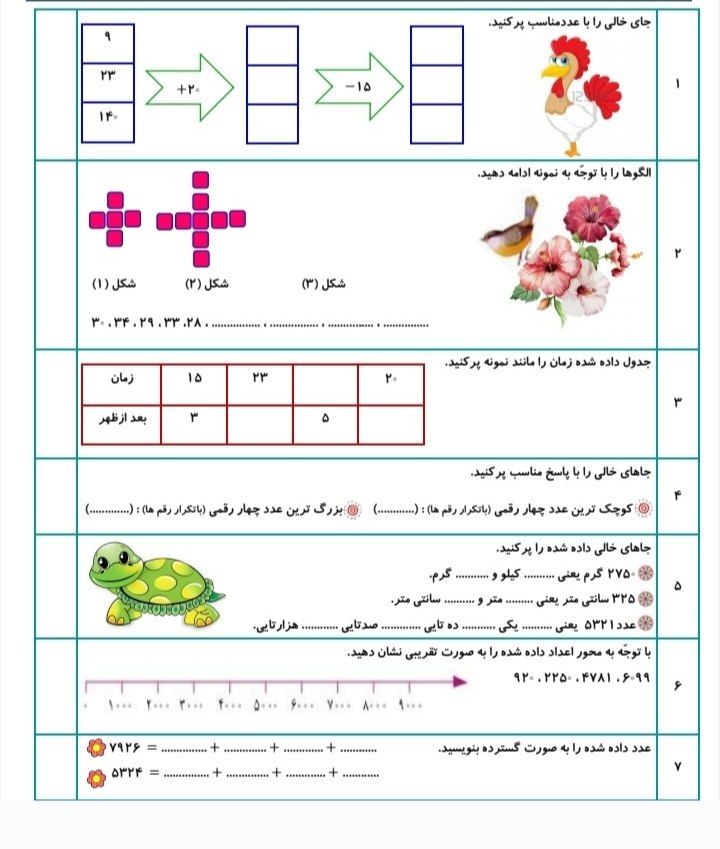 جای خالی را با عددمناسب پرکنید.
۱
۹
۲۳
۱۴۰
+۲۰
−۱۵
الگوها را با توجّه به نمونه ادامه دهید.
۲
شکل (۱) شکل (۲) شکل (۳)
۳۰ ، ۳۴ ، ۲۹ ، ۳۳ ، ۲۸ ، ............... ، ............... ، .............. ، ..............
جدول داده شده زمان را مانند نمونه پرکنید.
۳
زمان ۱۵ ۲۳ ۲۰
بعد ازظهر ۳ ۵
جاهای خالی را با پاسخ مناسب پرکنید.
۴
کوچک ترین عدد چهار رقمی (باتکرار رقم ها) : (............) بزرگ ترین عدد چهار رقمی (باتکرار رقم ها) : (.............)
جاهای خالی داده شده را پرکنید.
۵
۲۷۵۰ گرم یعنی .......... کیلو و ........... گرم.
۳۲۵ سانتی متر یعنی ......... متر و .......... سانتی متر.
عدد۵۳۲۱ یعنی .......... یکی ........... ده تایی ............. صدتایی ............ هزارتایی.
با توجّه به محور اعداد داده شده را به صورت تقریبی نشان دهید.
۶
۹۲۰ ، ۲۲۵۰ ، ۴۷۸۱ ، ۶۰۹۹
۰ ۱۰۰۰ ۲۰۰۰ ۳۰۰۰ ۴۰۰۰ ۵۰۰۰ ۶۰۰۰ ۷۰۰۰ ۸۰۰۰ ۹۰۰۰
عدد داده شده را به صورت گسترده بنویسید.
۷
۷۹۲۶ = .............. + ............. + ............ + ............
۵۳۲۴ = .............. + ............. + ............ + ............